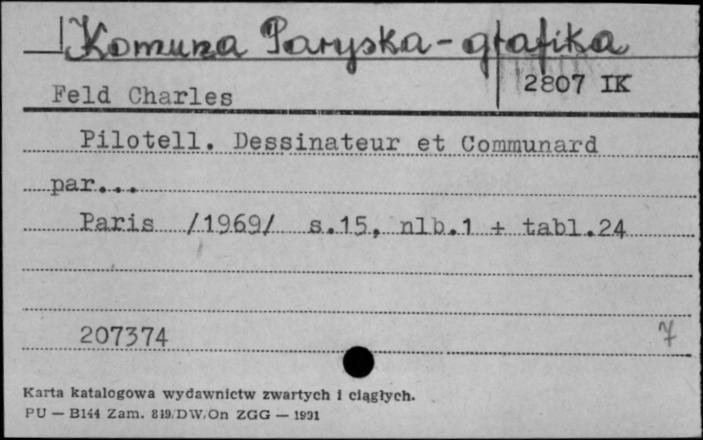 Komuna Paryska - grafika
2807 IK
Feld Charles
Pilotell. Dessinateur et Communard
par...
Paris /1969/ s.15, nlb.1 + tabl.24
207374
7
Karta katalogowa wydawnictw zwartych i ciągłych.
PU — B144 Zam. 819/DW/On ZGG — 1991